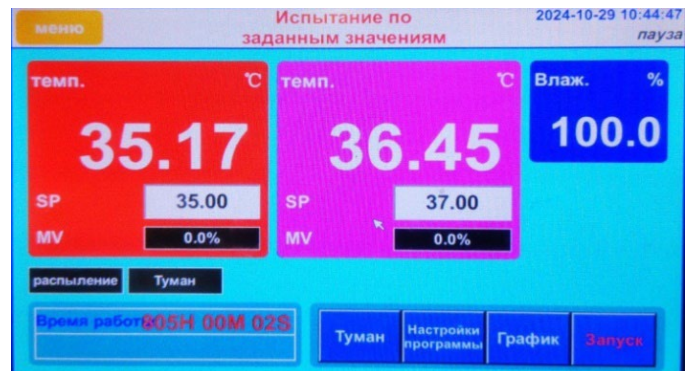 меню
Испытание по
заданным значениям
2024-10-29 10:44:47
пауза
темп. ℃
35.17
SP 35.00
MV 0.0%
темп. ℃
36.45
SP 37.00
MV 0.0%
Влаж. %
100.0
распыление
Туман
Время работы 805H 00M 02S
Туман
Настройки
программы
График
Запуск